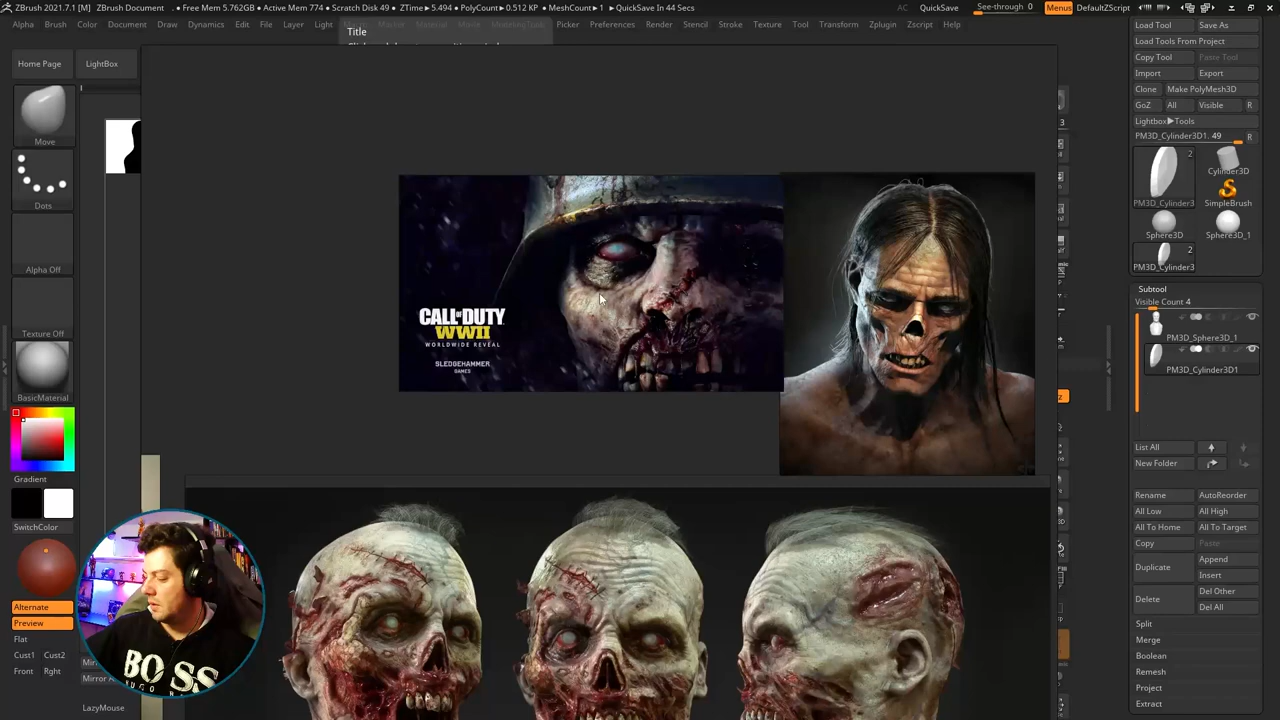 ZBrush 2021.7.1 [M]
ZBrush Document
. • Free Mem 5.762GB • Active Mem 774 • Scratch Disk 49 • ZTime▸5.494 • PolyCount▸0.512 KP • MeshCount▸1 • QuickSave In 44 Secs
AC
QuickSave
See-through 0
Menus
DefaultZScript
Alpha
Brush
Color
Document
Draw
Dynamics
Edit
File
Layer
Light
Picker
Preferences
Render
Stencil
Stroke
Texture
Tool
Transform
Zplugin
Zscript
Help
Title
Home Page
LightBox
Move
Dots
Alpha Off
Texture Off
BasicMaterial
Gradient
SwitchColor
Alternate
Preview
Flat
Cust1
Cust2
Front
Rght
LazyMouse
CALL OF DUTY
WWII
WORLDWIDE REVEAL
SLEDGEHAMMER
GAMES
BOSS
Load Tool
Save As
Load Tools From Project
Copy Tool
Paste Tool
Import
Export
Clone
Make PolyMesh3D
GoZ
All
Visible
R
Lightbox▸Tools
PM3D_Cylinder3D1. 49
R
2
Cylinder3D
PM3D_Cylinder3
SimpleBrush
Sphere3D
Sphere3D_1
2
PM3D_Cylinder3
Subtool
Visible Count 4
PM3D_Sphere3D_1
PM3D_Cylinder3D1
List All
New Folder
Rename
AutoReorder
All Low
All High
All To Home
All To Target
Copy
Paste
Duplicate
Append
Insert
Delete
Del Other
Del All
Split
Merge
Boolean
Remesh
Project
Extract